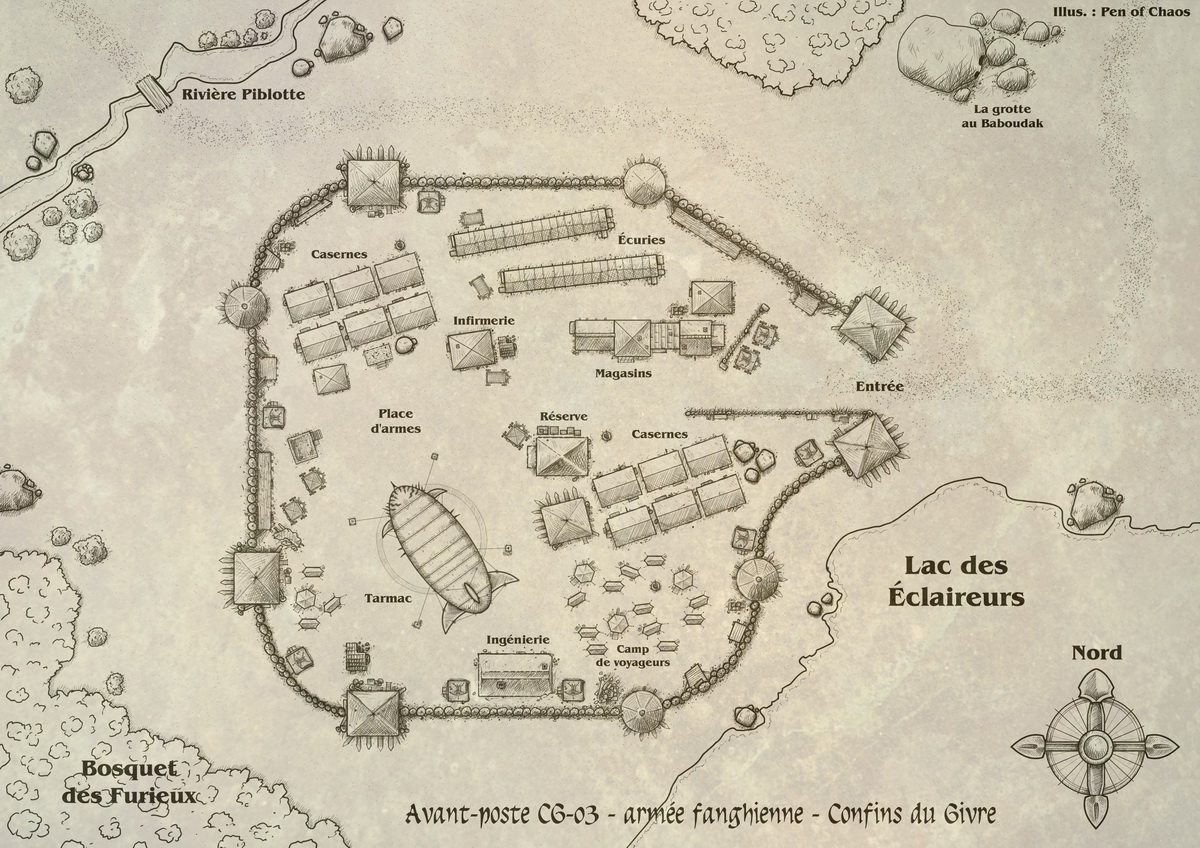 Illus. : Pen of Chaos
Rivière Piblotte
La grotte
au Baboudak
Écuries
Casernes
Infirmerie
Magasins
Entrée
Place
d'armes
Réserve
Casernes
Lac des
Éclaireurs
Tarmac
Ingénierie
Camp
de voyageurs
Nord
Bosquet
des Furieux
Avant-poste CG-03 - armée fanghienne - Confins du Givre